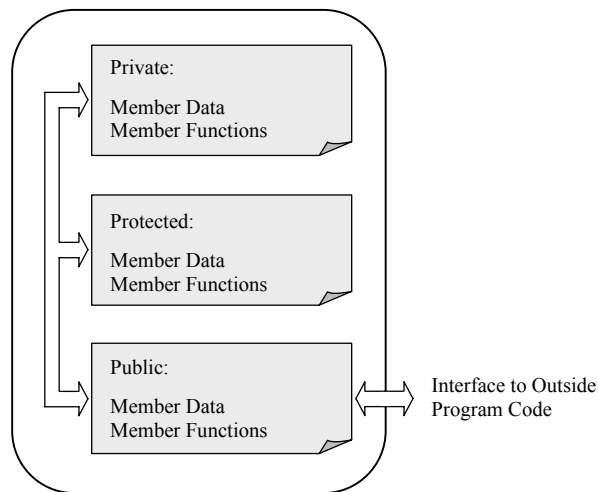 Private:
Member Data
Member Functions
Protected:
Member Data
Member Functions
Public:
Member Data
Member Functions
Interface to Outside
Program Code